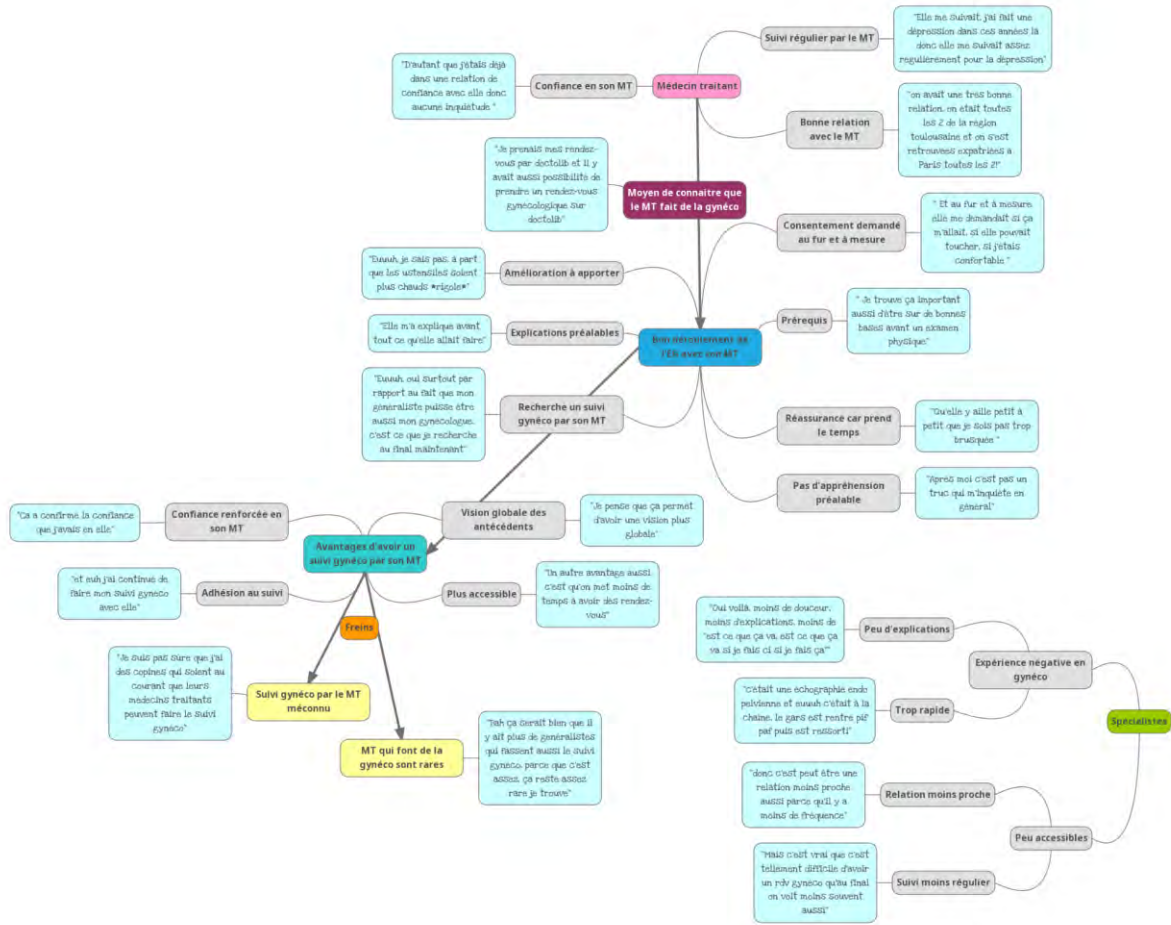 Suivi régulier par le MT
"Elle me suivait, j'ai fait une
dépression dans ces années là
donc elle me suivait assez
régulièrement pour la dépression"
"D'autant que j'étais déjà
dans une relation de
confiance avec elle donc
aucune inquiétude."
Confiance en son MT
Médecin traitant
Bonne relation
avec le MT
"on avait une très bonne
relation, on était toutes
les 2 de la région
toulousaine et on s'est
retrouvées expatriées à
Paris toutes les 2!"
"Je prenais mes rendez-
vous par doctolib et il y
avait aussi possibilité de
prendre un rendez-vous
gynécologique sur
doctolib"
Moyen de connaitre que
le MT fait de la gynéco
Consentement demandé
au fur et à mesure
" Et au fur et à mesure
elle me demandait si ça
m'allait, si elle pouvait
toucher, si j'étais
confortable "
"Euuuh je sais pas, à part
que les ustensiles soient
plus chauds *rigole*"
Amélioration à apporter
Prérequis
" Je trouve ça important
aussi d'être sur de bonnes
bases avant un examen
physique"
"Elle m'a expliqué avant
tout ce qu'elle allait faire"
Explications préalables
Bon déroulement de
avec son MT
"Euuuh, oui surtout par
rapport au fait que mon
généraliste puisse être
aussi mon gynécologue,
c'est ce que je recherche
au final maintenant"
Recherche un suivi
gynéco par son MT
Réassurance car prend
le temps
"Qu'elle y aille petit à
petit que je sois pas trop
brusquée "
Pas d'appréhension
préalable
"Après moi c'est pas un
truc qui m'inquiète en
général"
"Ca a confirmé la confiance
que j'avais en elle"
Confiance renforcée en
son MT
Vision globale des
antécédents
"Je pense que ça permet
d'avoir une vision plus
globale"
Avantages d'avoir un
suivi gynéco par son MT
"et euh j'ai continué de
faire mon suivi gynéco
avec elle"
Adhésion au suivi
Plus accessible
"Un autre avantage aussi,
c'est qu'on met moins de
temps à avoir des rendez-
vous"
Freins
"Je suis pas sûre que j'ai
des copines qui soient au
courant que leurs
médecins traitants
peuvent faire le suivi
gynéco"
Suivi gynéco par le MT
méconnu
MT qui font de la
gynéco sont rares
"Bah ça serait bien que il
y ait plus de généralistes
qui fassent aussi le suivi
gynéco, parce que c'est
assez, ça reste assez
rare je trouve"
"Oui voilà, moins de douceur,
moins d'explications, moins de
"est ce que ça va, est ce que ça
va si je fais ci si je fais ça""
Peu d'explications
Expérience négative en
gynéco
"c'était une échographie endo
pelvienne et euuuh c'était à la
chaine, le gars est rentré pif
paf puis est ressorti"
Trop rapide
Spécialistes
"donc c'est peut être une
relation moins proche
aussi parce qu'il y a
moins de fréquence"
Relation moins proche
Peu accessibles
"Mais c'est vrai que c'est
tellement difficile d'avoir
un rdv gynéco qu'au final
on voit moins souvent
aussi"
Suivi moins régulier